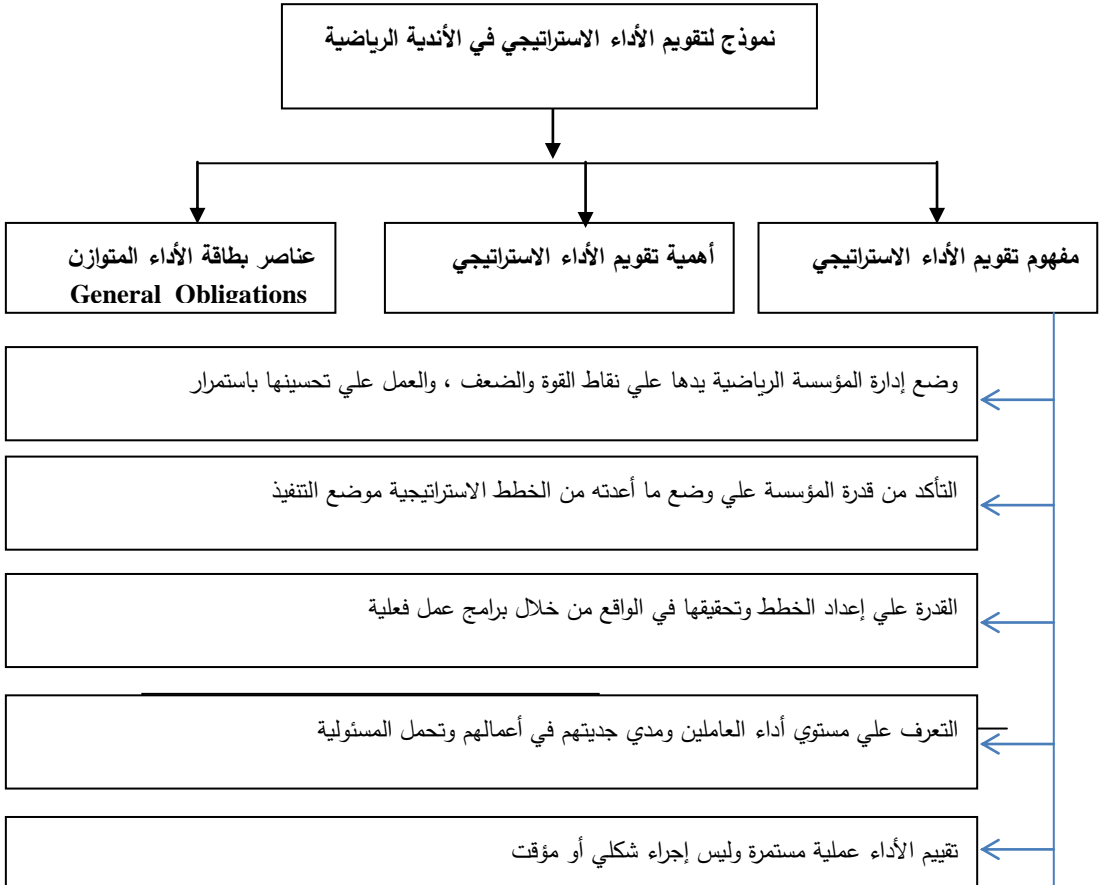 نموذج لتقويم الأداء الاستراتيجي في الأندية الرياضية
مفهوم تقويم الأداء الاستراتيجي
أهمية تقويم الأداء الاستراتيجي
عناصر بطاقة الأداء المتوازن
General Obligations
وضع إدارة المؤسسة الرياضية يدها علي نقاط القوة والضعف ، والعمل علي تحسينها باستمرار
التأكد من قدرة المؤسسة علي وضع ما أعدته من الخطط الاستراتيجية موضع التنفيذ
القدرة علي إعداد الخطط وتحقيقها في الواقع من خلال برامج عمل فعلية
التعرف علي مستوي أداء العاملين ومدي جديتهم في أعمالهم وتحمل المسئولية
تقييم الأداء عملية مستمرة وليس إجراء شكلي أو مؤقت